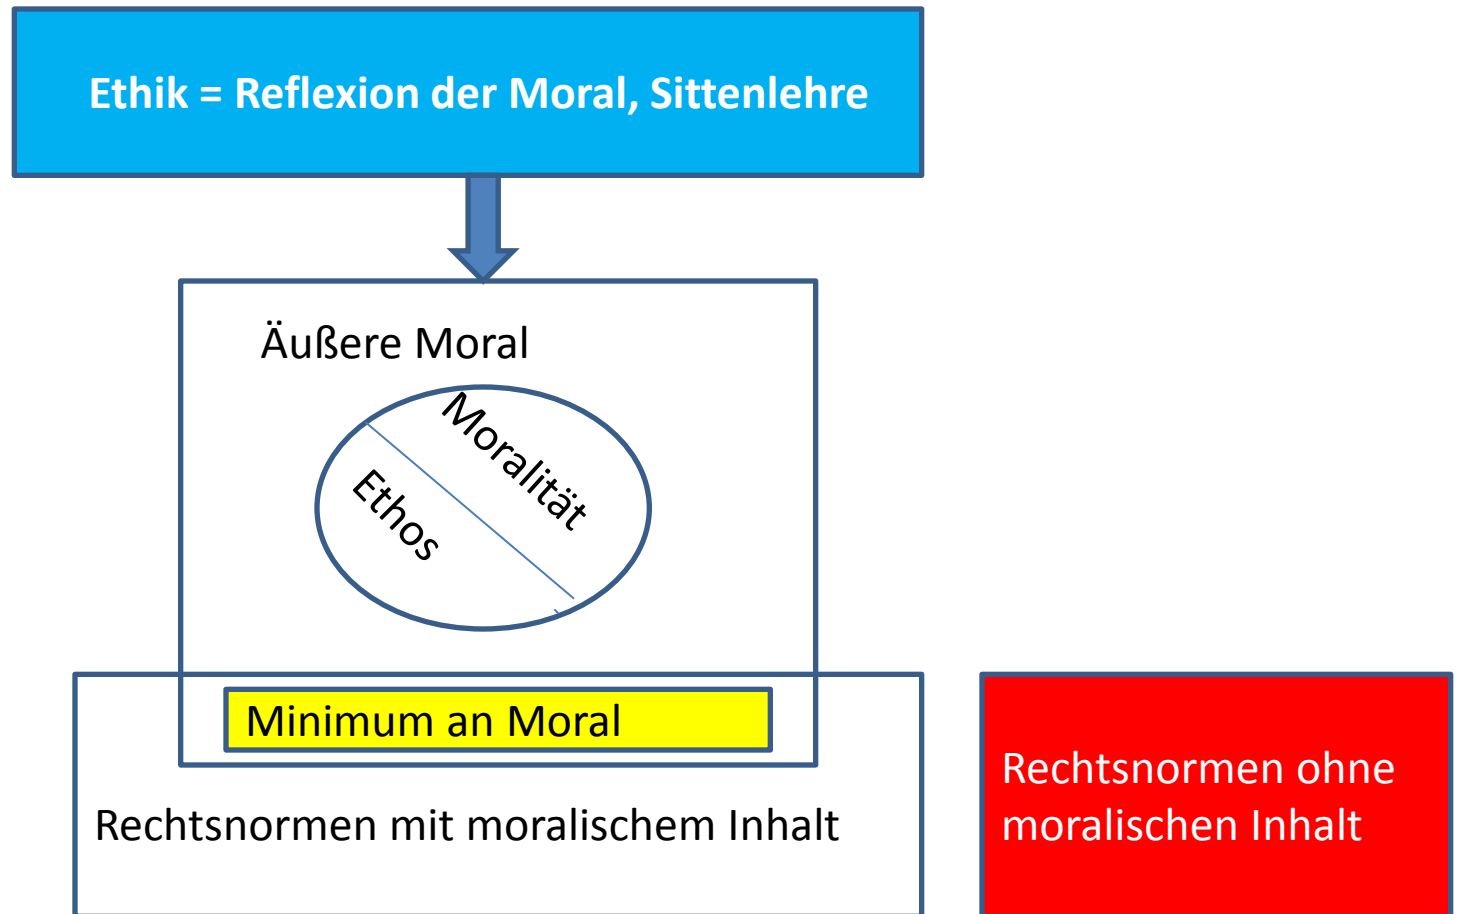 Ethik = Reflexion der Moral, Sittenlehre
Äußere Moral
Moralität
Ethos
Minimum an Moral
Rechtsnormen mit moralischem Inhalt
Rechtsnormen ohne
moralischen Inhalt